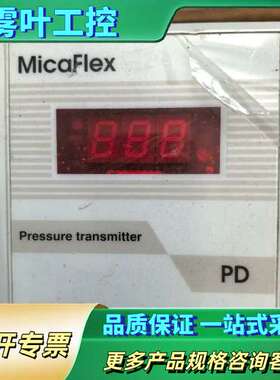 雾叶工控
MicaFlex
888
Pressure transmitter
PD
开专票
品质保证 一站式采
更多产品规格咨询客